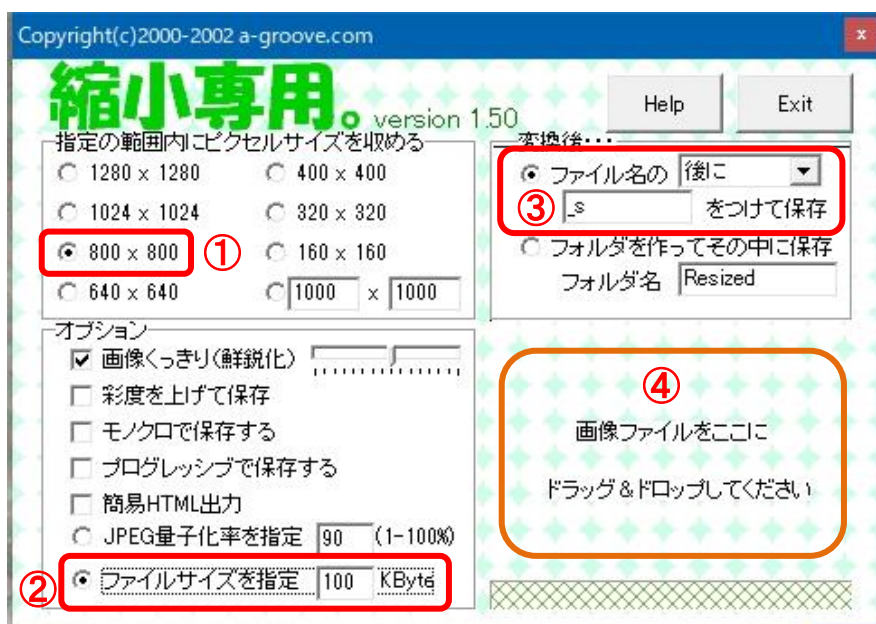 Copyright(c)2000-2002 a-groove.com
x
縮小専用。 version 1.50
Help
Exit
指定の範囲内にピクセルサイズを収める
1280 x 1280
400 x 400
1024 x 1024
320 x 320
800 x 800
①
160 x 160
640 x 640
1000 x 1000
変換後・・・
ファイル名の 後に
③ _s をつけて保存
フォルダを作ってその中に保存
フォルダ名 Resized
オプション
画像くっきり(鮮鋭化)
彩度を上げて保存
モノクロで保存する
プログレッシブで保存する
簡易HTML出力
JPEG量子化率を指定 90 (1-100%)
② ファイルサイズを指定 100 KByte
④
画像ファイルをここに
ドラッグ&ドロップしてください